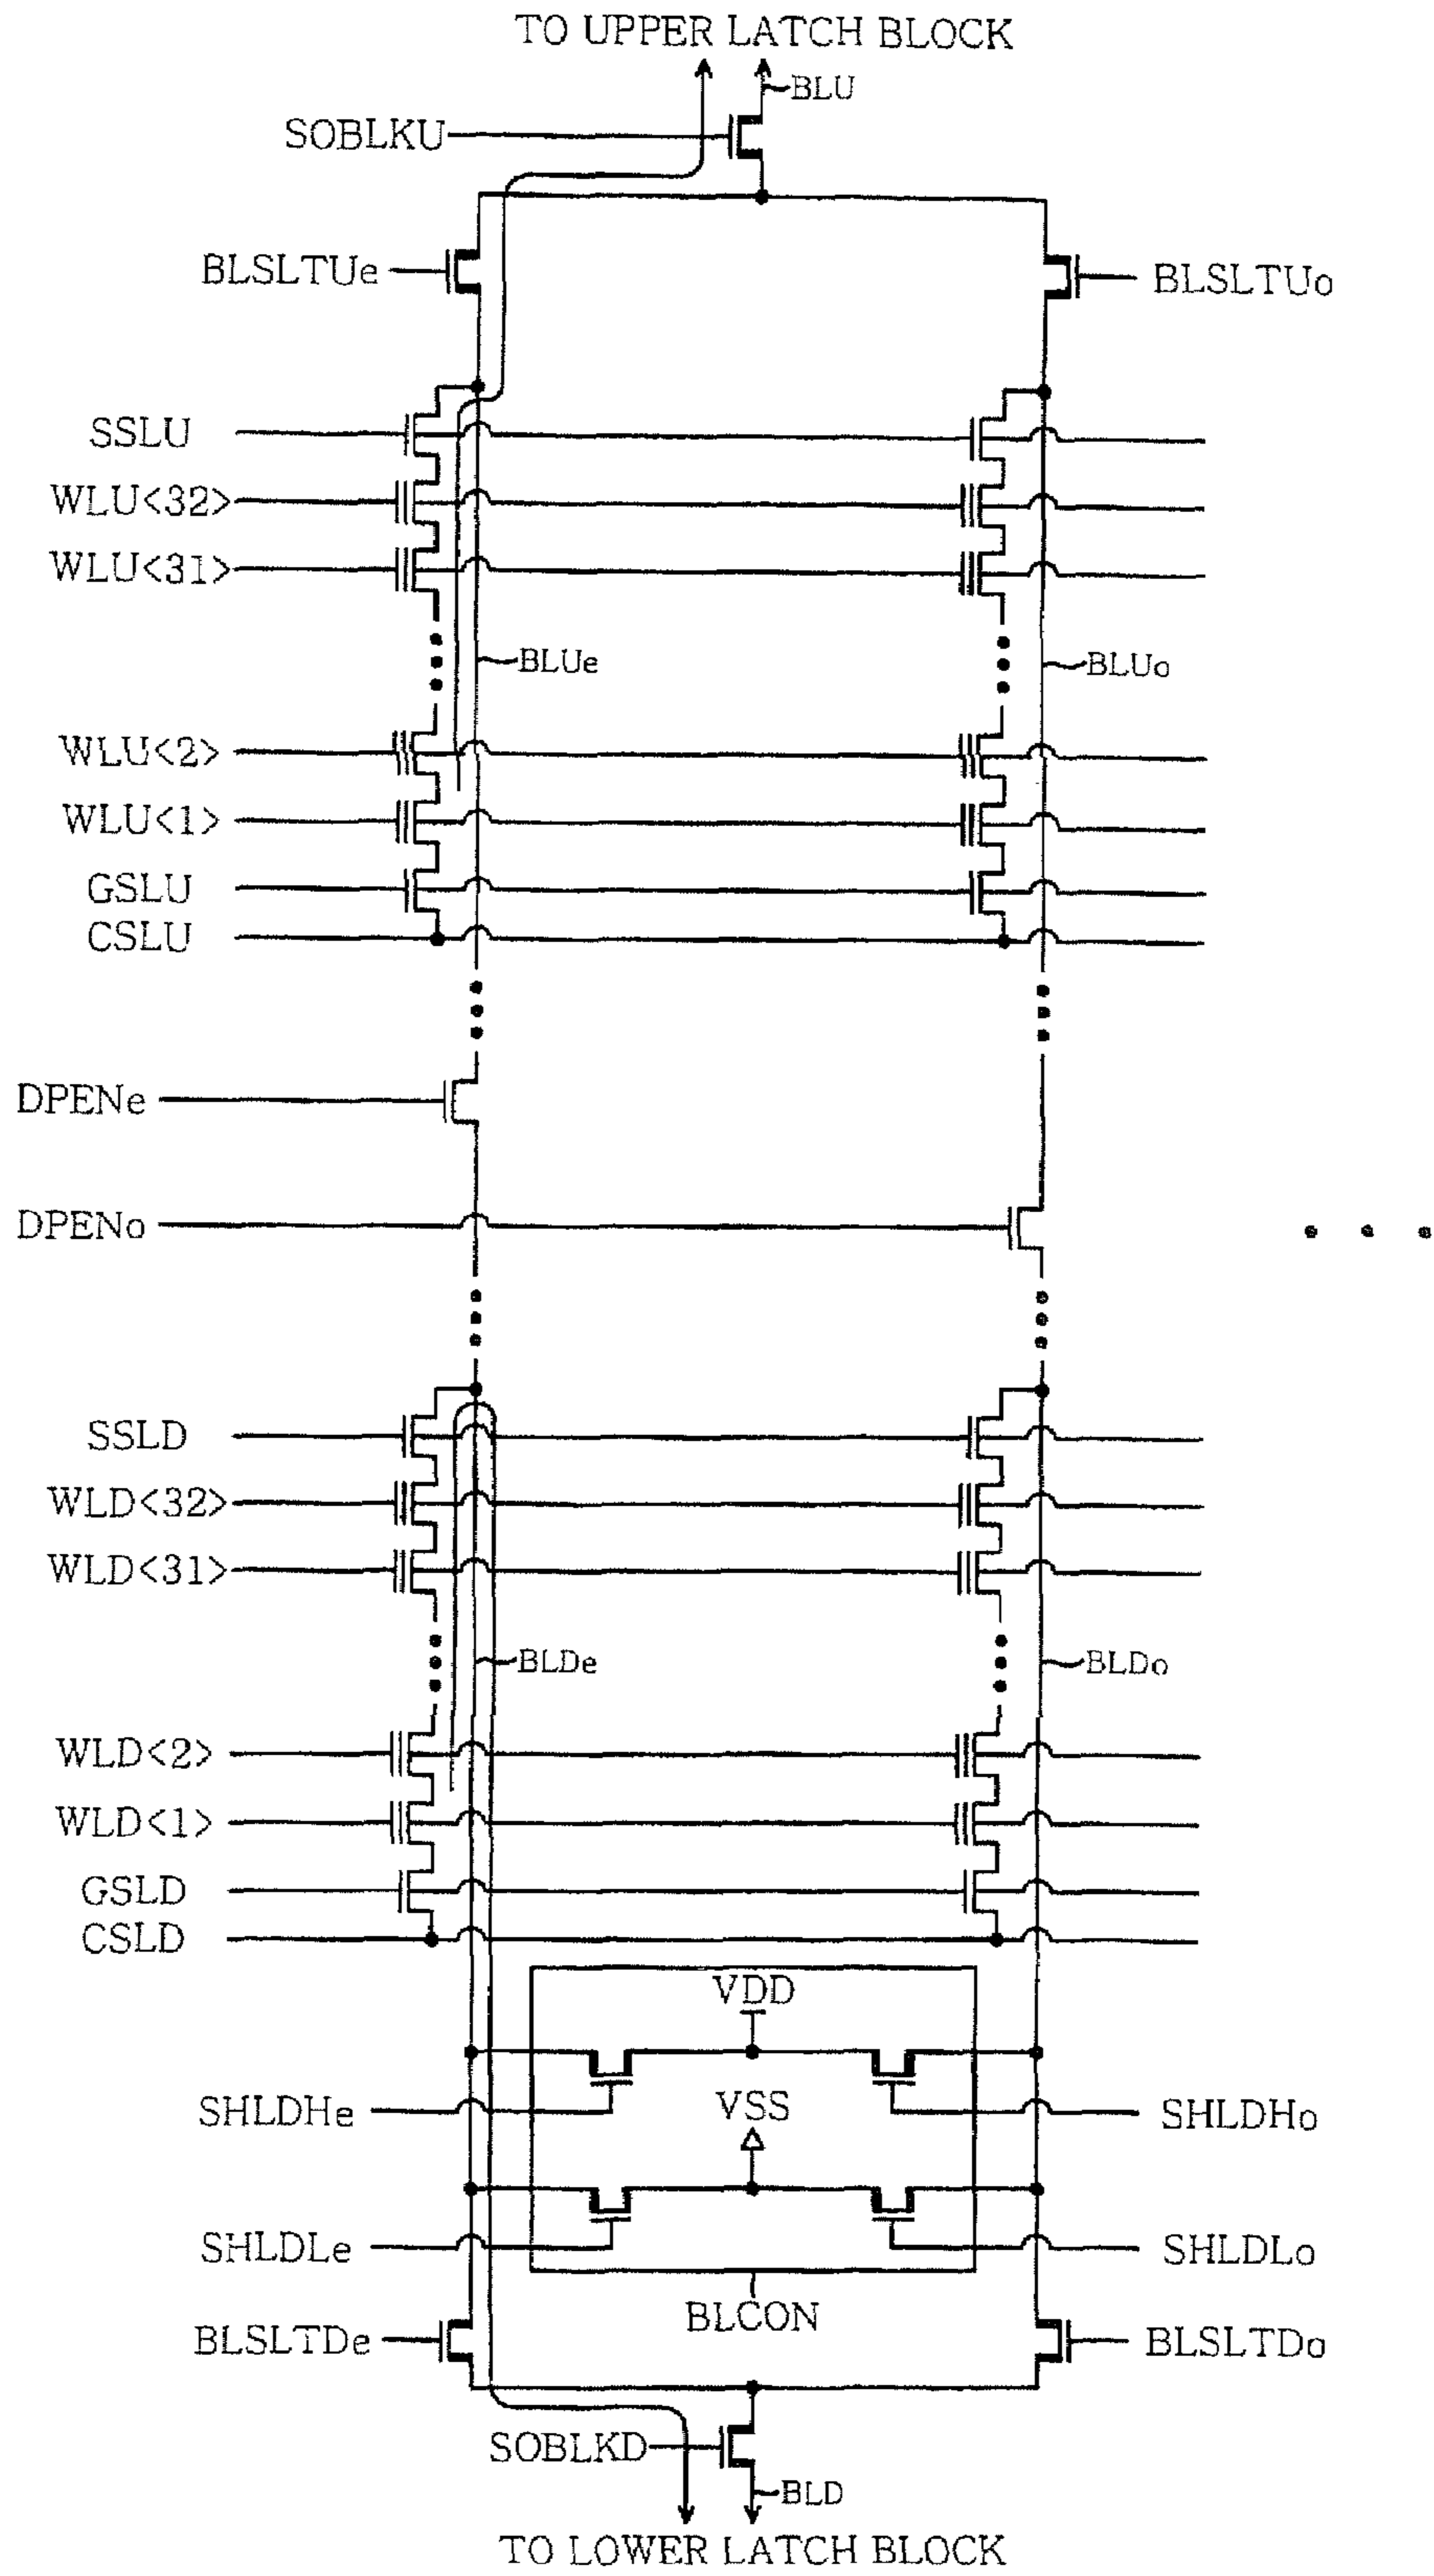 TO UPPER LATCH BLOCK
BLU
SOBLKU
BLSLTUe
BLSLTUo
SSLU
WLU<32>
WLU<31>
BLUe
BLUo
WLU<2>
WLU<1>
GSLU
CSLU
DPENe
DPENo
SSLD
WLD<32>
WLD<31>
BLDe
BLDo
WLD<2>
WLD<1>
GSLD
CSLD
VDD
SHLDHe
VSS
SHLDHo
SHLDLe
SHLDLo
BLCON
BLSLTDe
BLSLTDo
SOBLKD
BLD
TO LOWER LATCH BLOCK